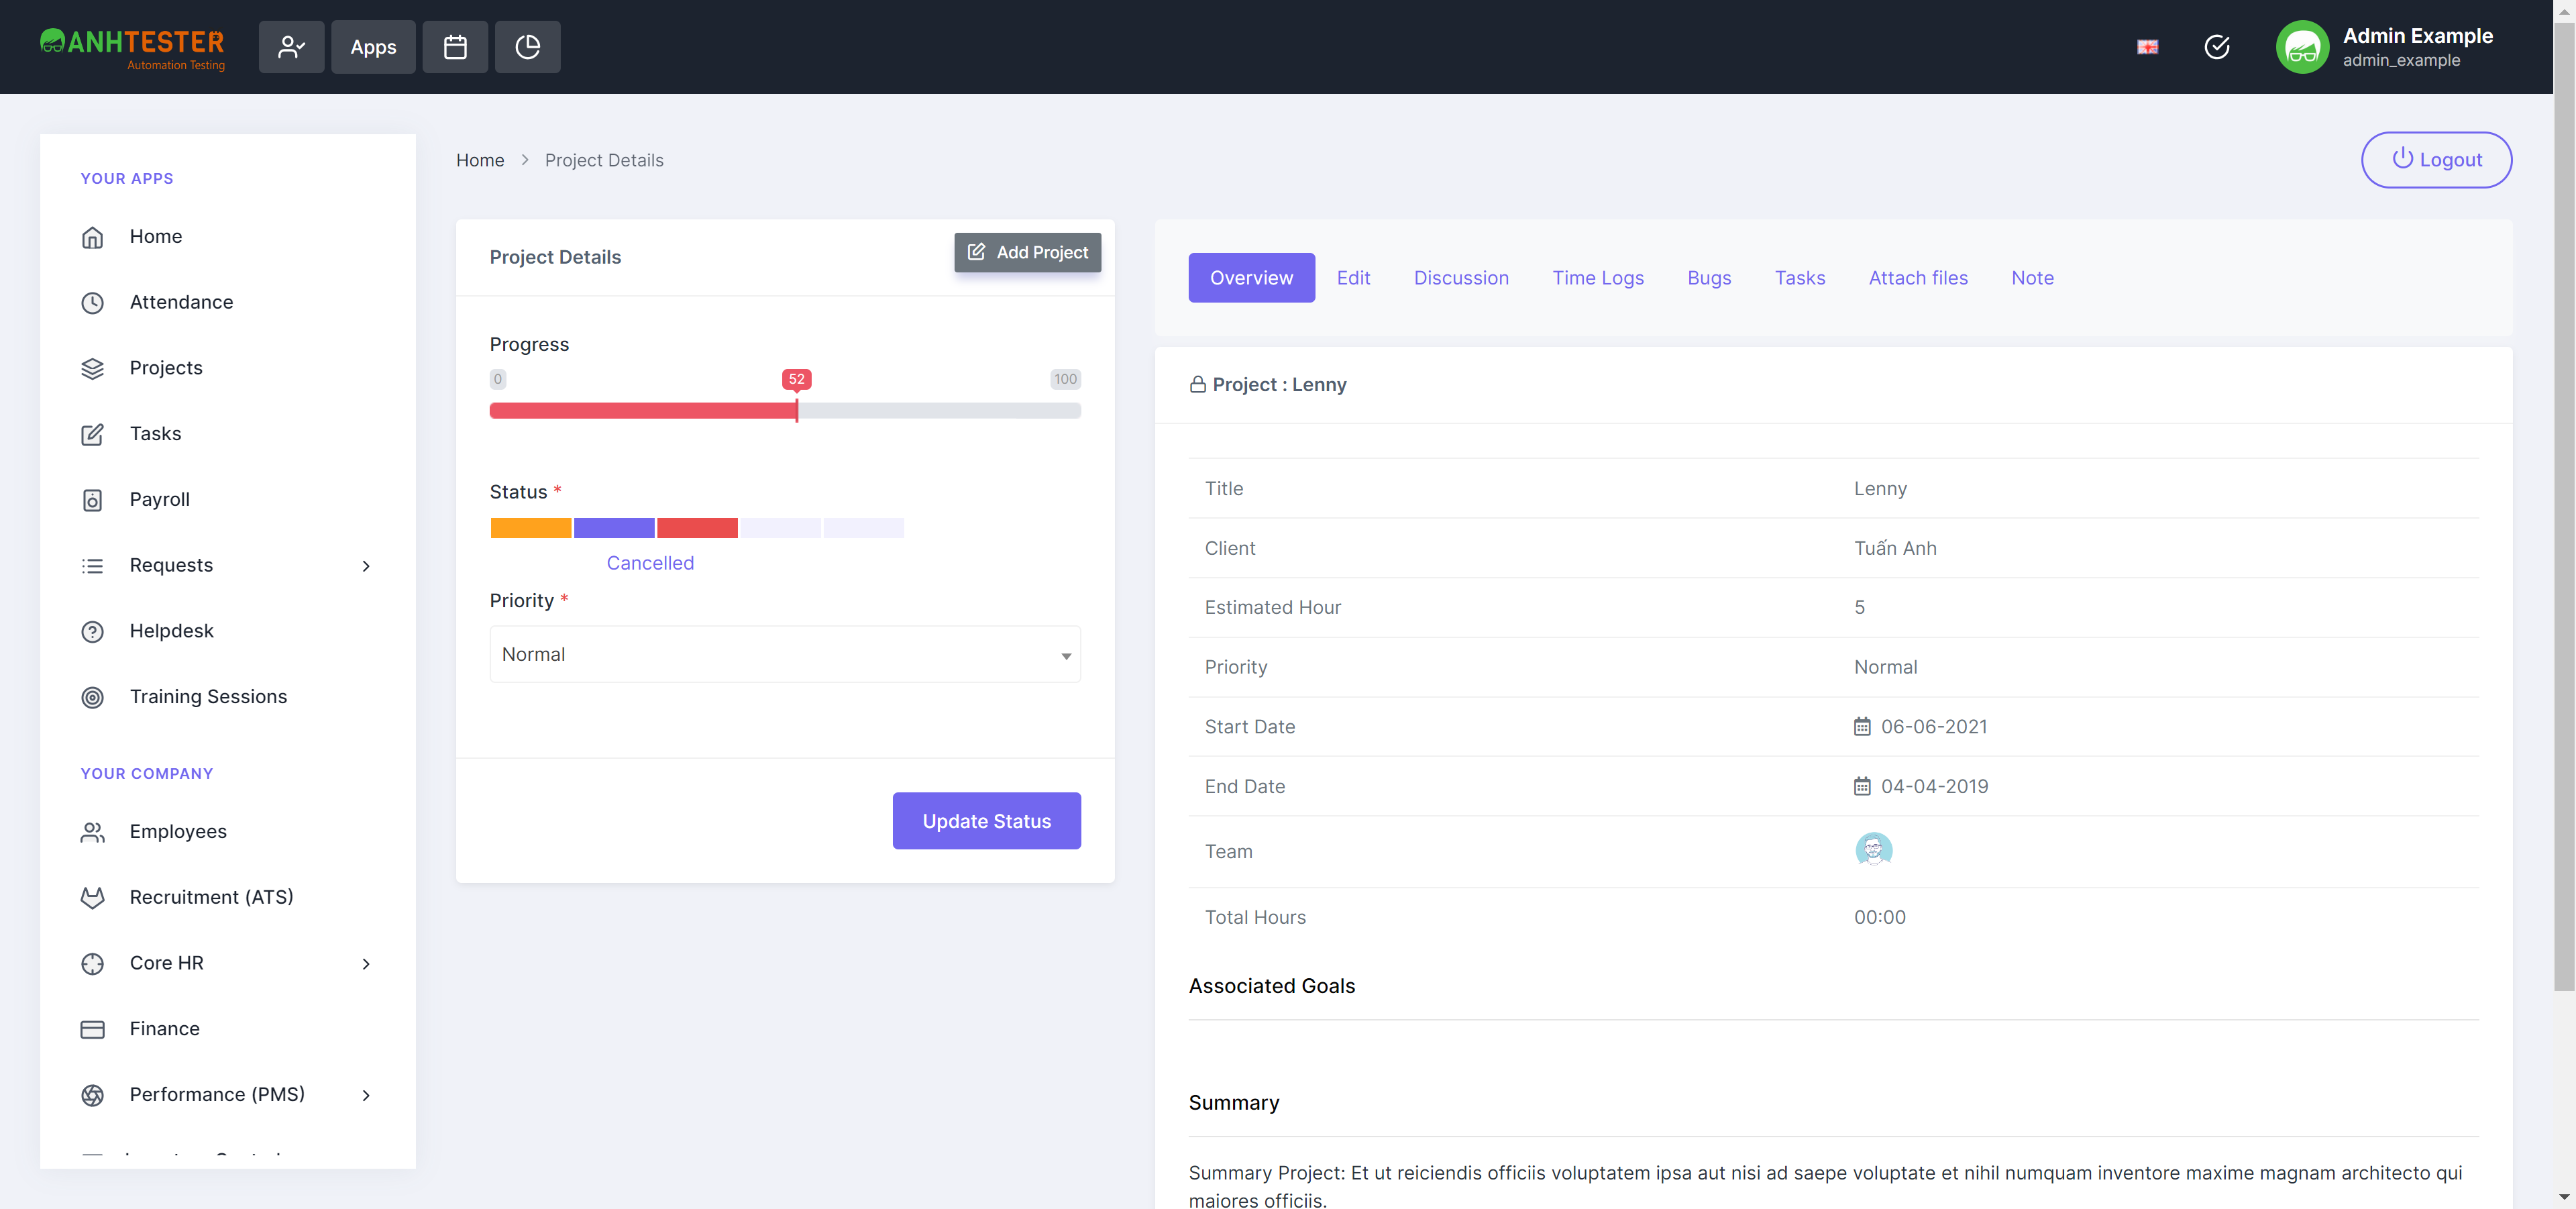 ANHTESTER
Automation Testing
Apps
Admin Example
admin_example
YOUR APPS
Home
Attendance
Projects
Tasks
Payroll
Requests
Helpdesk
Training Sessions
YOUR COMPANY
Employees
Recruitment (ATS)
Core HR
Finance
Performance (PMS)
Home > Project Details
Logout
Project Details
Add Project
Progress
0
52
100
Status *
Cancelled
Priority *
Normal
Update Status
Overview Edit Discussion Time Logs Bugs Tasks Attach files Note
Project : Lenny
Title Lenny
Client Tuấn Anh
Estimated Hour 5
Priority Normal
Start Date 06-06-2021
End Date 04-04-2019
Team
Total Hours 00:00
Associated Goals
Summary
Summary Project: Et ut reiciendis officiis voluptatem ipsa aut nisi ad saepe voluptate et nihil numquam inventore maxime magnam architecto qui
maiores officiis.